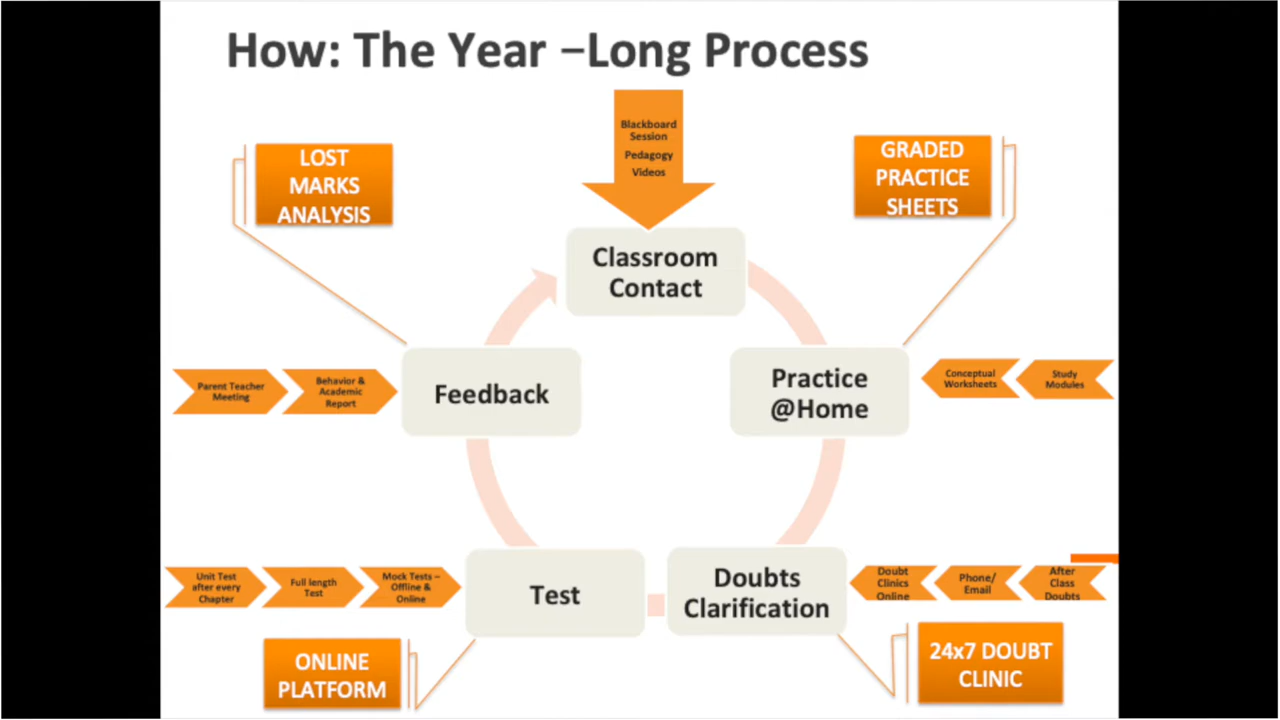 How: The Year –Long Process
Blackboard
Session
Pedagogy
Videos
LOST
MARKS
ANALYSIS
GRADED
PRACTICE
SHEETS
Classroom
Contact
Parent Teacher
Meeting
Behavior &
Academic
Report
Feedback
Practice
@Home
Conceptual
Worksheets
Study
Modules
Unit Test
after every
Chapter
Full length
Test
Mock Tests –
Offline &
Online
Test
Doubts
Clarification
Doubt
Clinics
Online
Phone/
Email
After
Class
Doubts
ONLINE
PLATFORM
24x7 DOUBT
CLINIC